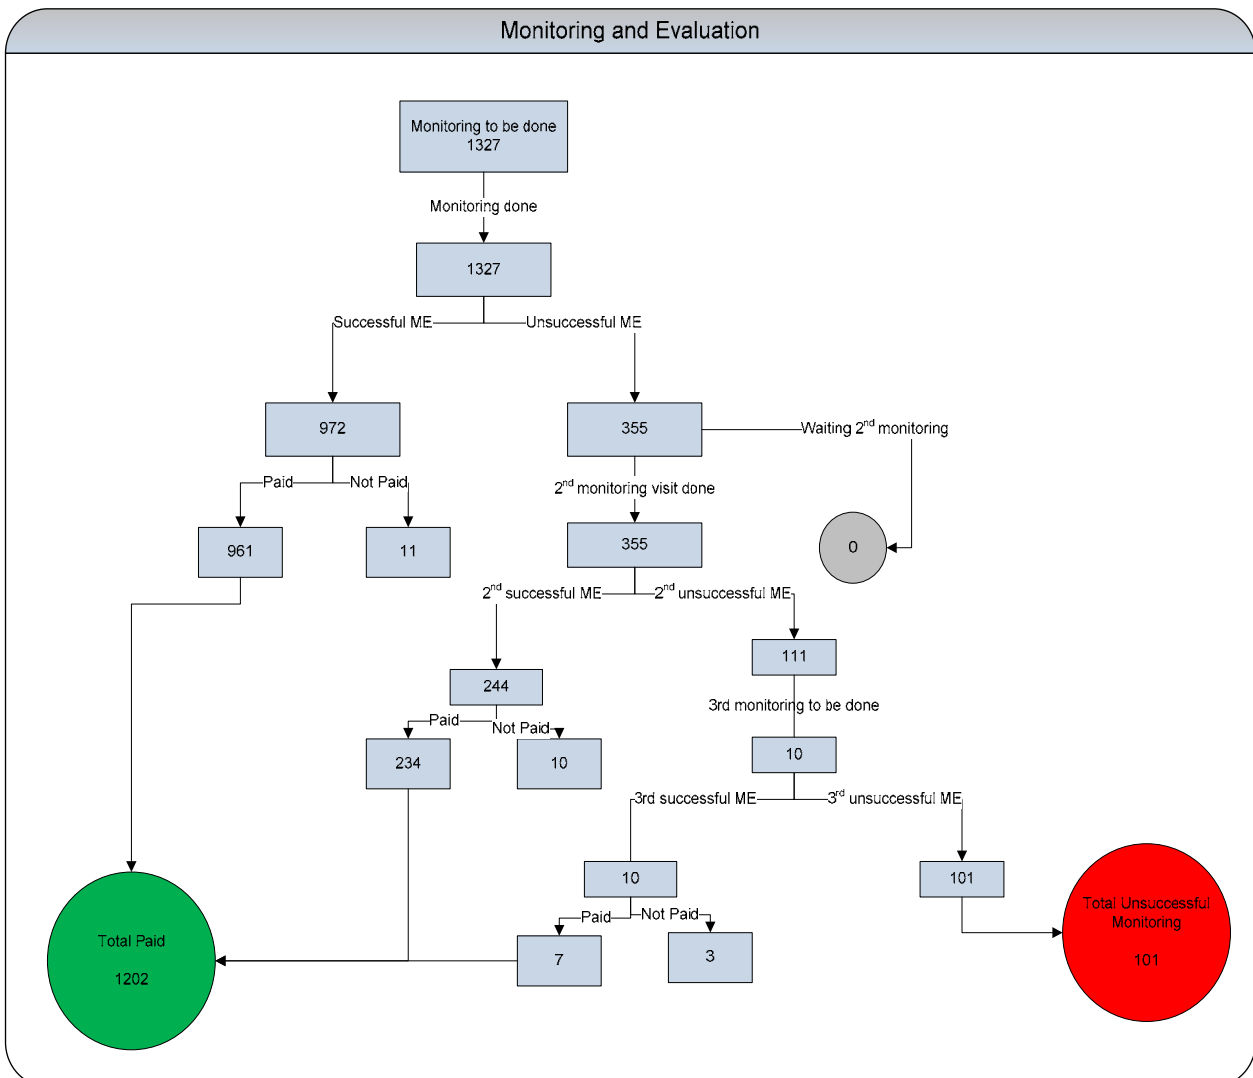 Monitoring and Evaluation
Monitoring to be done
1327
Monitoring done
1327
Successful ME
Unsuccessful ME
972
355
Waiting 2nd monitoring
Paid
Not Paid
2nd monitoring visit done
961
11
355
0
2nd successful ME
2nd unsuccessful ME
111
244
3rd monitoring to be done
Paid
Not Paid
234
10
10
3rd successful ME
3rd unsuccessful ME
10
101
Paid
Not Paid
7
3
Total Paid
1202
Total Unsuccessful
Monitoring
101